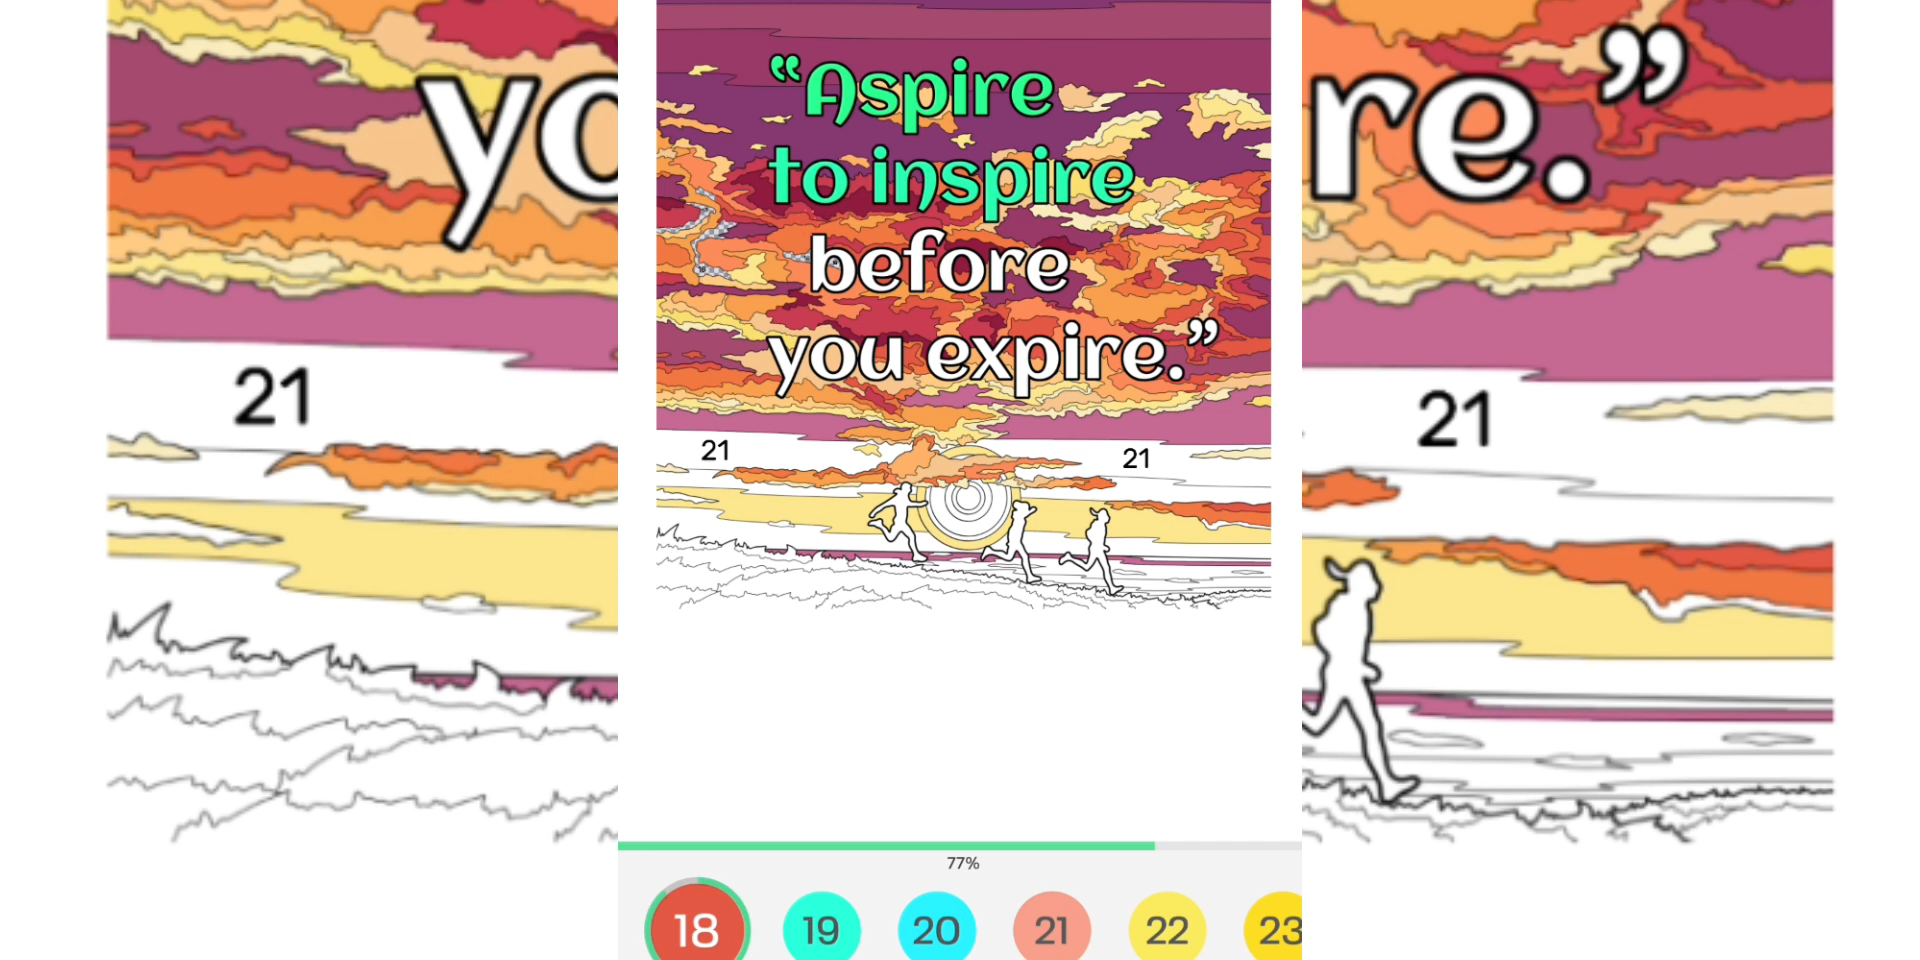 “Aspire
to inspire
before
you expire.”
21
21
77%
18 19 20 21 22 23
yo
21
re.”
21